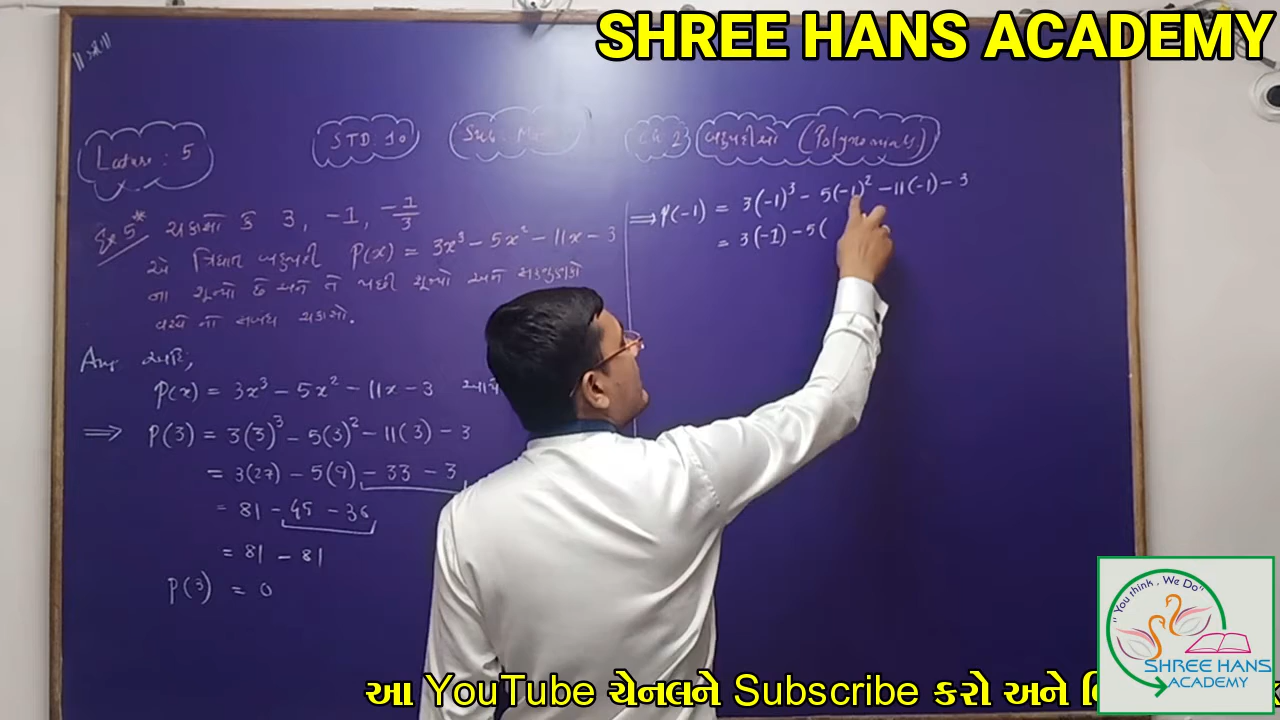 SHREE HANS ACADEMY
Lecture : 5
STD : 10
Sub :
Ch 2
બહુપદીઓ (Polynomials)
Ex 5* ચકાસો કે 3, -1, -1/3
એ ત્રિઘાત બહુપદી P(x) = 3x³ - 5x² - 11x - 3
ના શૂન્યો છે અને તે પછી શૂન્યો અને સહગુણકો
વચ્ચે નો સંબંધ ચકાસો.
Ans અહીં,
P(x) = 3x³ - 5x² - 11x - 3
⇒ P(3) = 3(3)³ - 5(3)² - 11(3) - 3
= 3(27) - 5(9) - 33 - 3
= 81 - 45 - 36
= 81 - 81
P(3) = 0
⇒ P(-1) = 3(-1)³ - 5(-1)² - 11(-1) - 3
= 3(-1) - 5(
"You think, We Do"
SHREE HANS
ACADEMY
આ YouTube ચેનલને Subscribe કરો અને